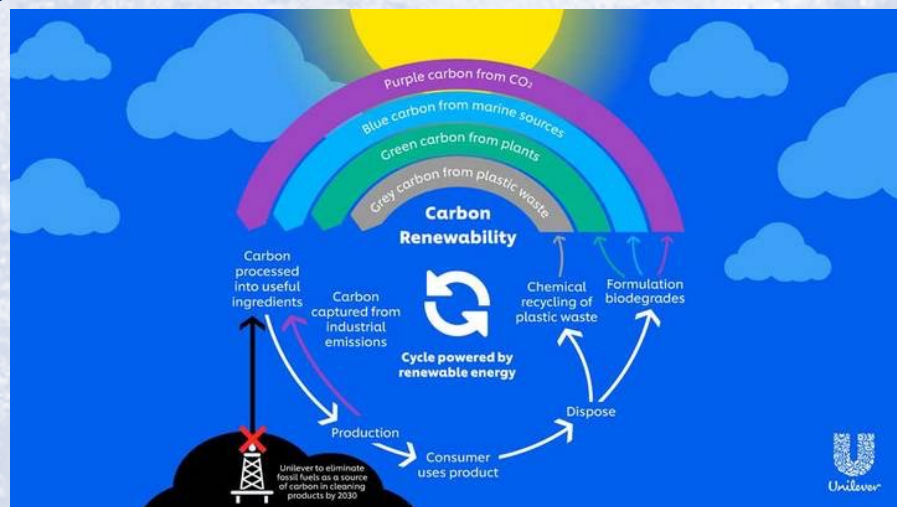 Purple carbon from CO₂
Blue carbon from marine sources
Green carbon from plants
Grey carbon from plastic waste
Carbon
Renewability
Carbon
processed
into useful
ingredients
Carbon
captured from
industrial
emissions
Cycle powered by
renewable energy
Chemical
recycling of
plastic waste
Formulation
biodegrades
Dispose
Production
Consumer
uses product
Unilever to eliminate
fossil fuels as a source
of carbon in cleaning
products by 2030
Unilever